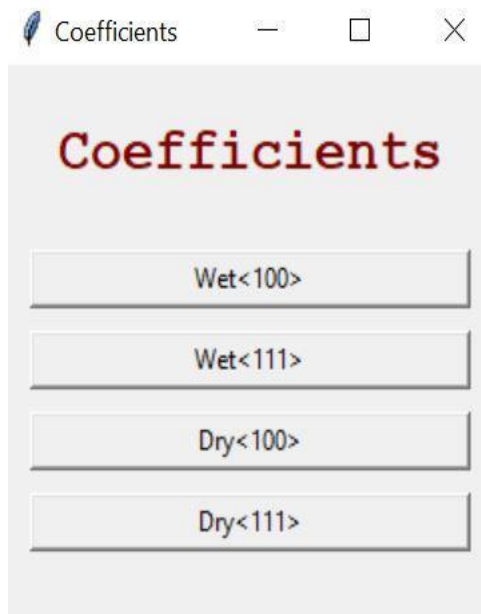 Coefficients
Coefficients
Wet<100>
Wet<111>
Dry<100>
Dry<111>